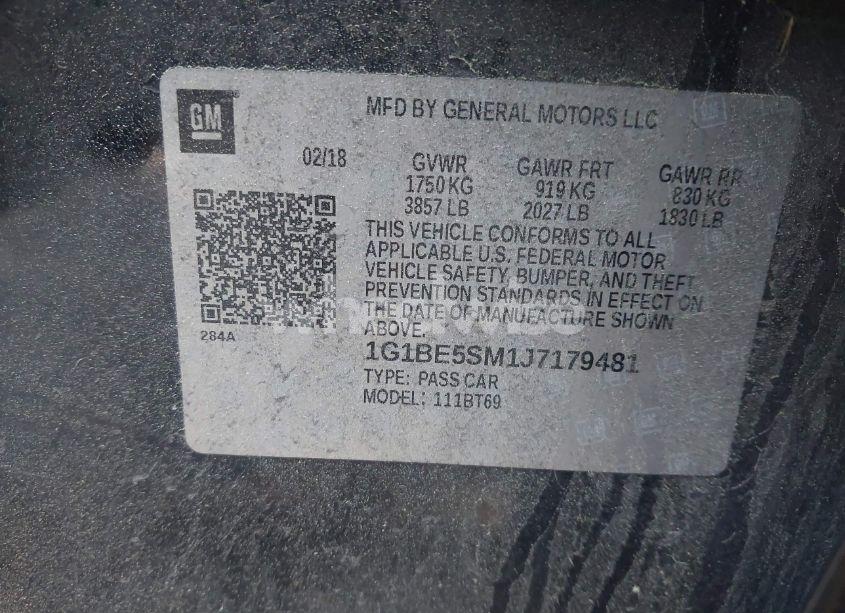 GM
MFD BY GENERAL MOTORS LLC
02/18
GVWR GAWR FRT GAWR RR
1750 KG 919 KG 830 KG
3857 LB 2027 LB 1830 LB
THIS VEHICLE CONFORMS TO ALL
APPLICABLE U.S. FEDERAL MOTOR
VEHICLE SAFETY, BUMPER, AND THEFT
PREVENTION STANDARDS IN EFFECT ON
THE DATE OF MANUFACTURE SHOWN
ABOVE.
284A
1G1BE5SM1J7179481
TYPE: PASS CAR
MODEL: 111BT69